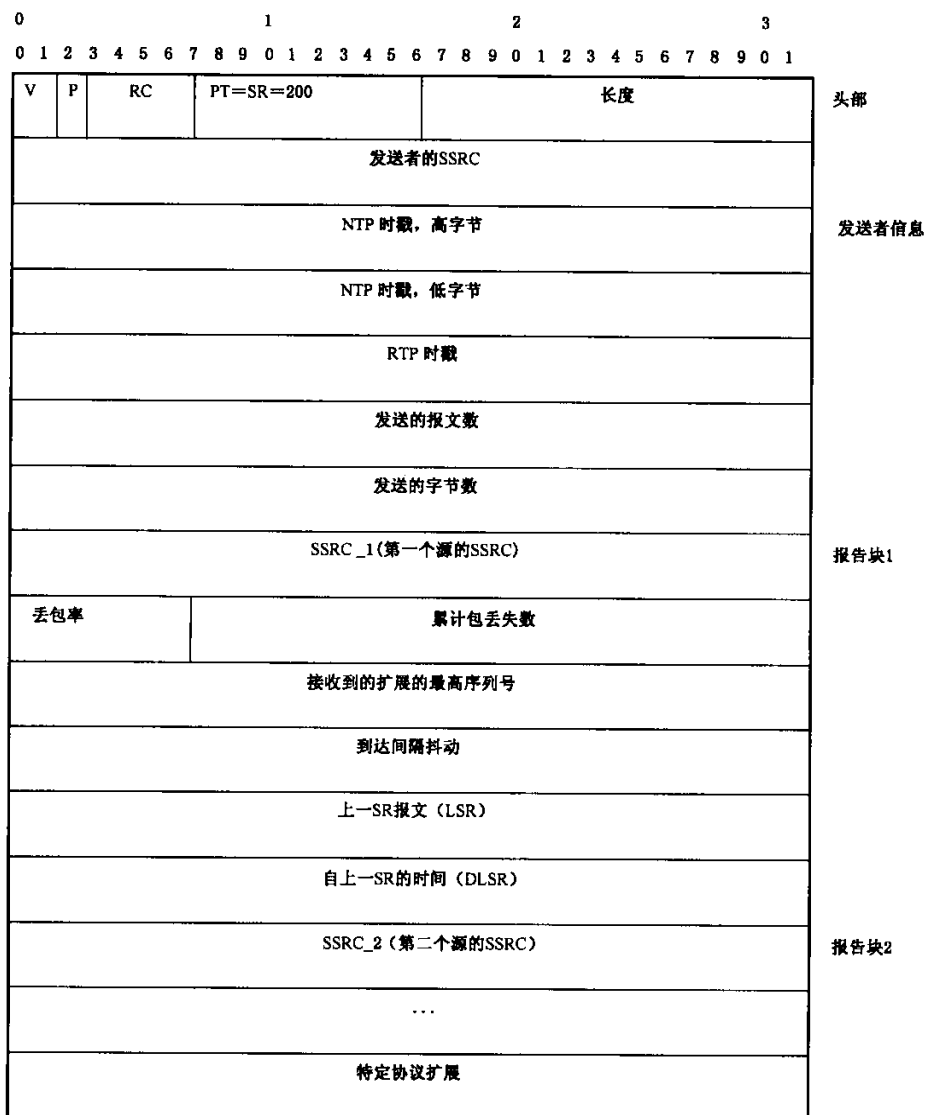 0 1 2 3
0 1 2 3 4 5 6 7 8 9 0 1 2 3 4 5 6 7 8 9 0 1 2 3 4 5 6 7 8 9 0 1
V P RC PT=SR=200 长度 头部
发送者的SSRC
NTP 时戳，高字节 发送者信息
NTP 时戳，低字节
RTP 时戳
发送的报文数
发送的字节数
SSRC_1(第一个源的SSRC) 报告块1
丢包率 累计包丢失数
接收到的扩展的最高序列号
到达间隔抖动
上一SR报文（LSR）
自上一SR的时间（DLSR）
SSRC_2（第二个源的SSRC） 报告块2
...
特定协议扩展